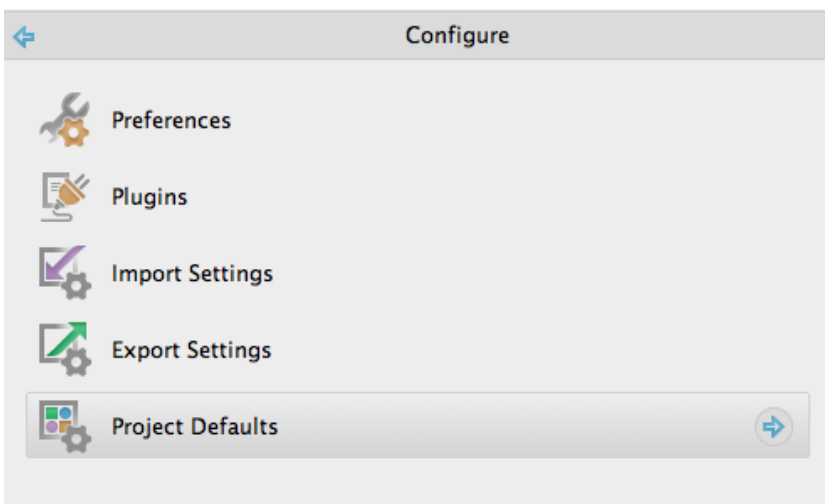 Configure
Preferences
Plugins
Import Settings
Export Settings
Project Defaults